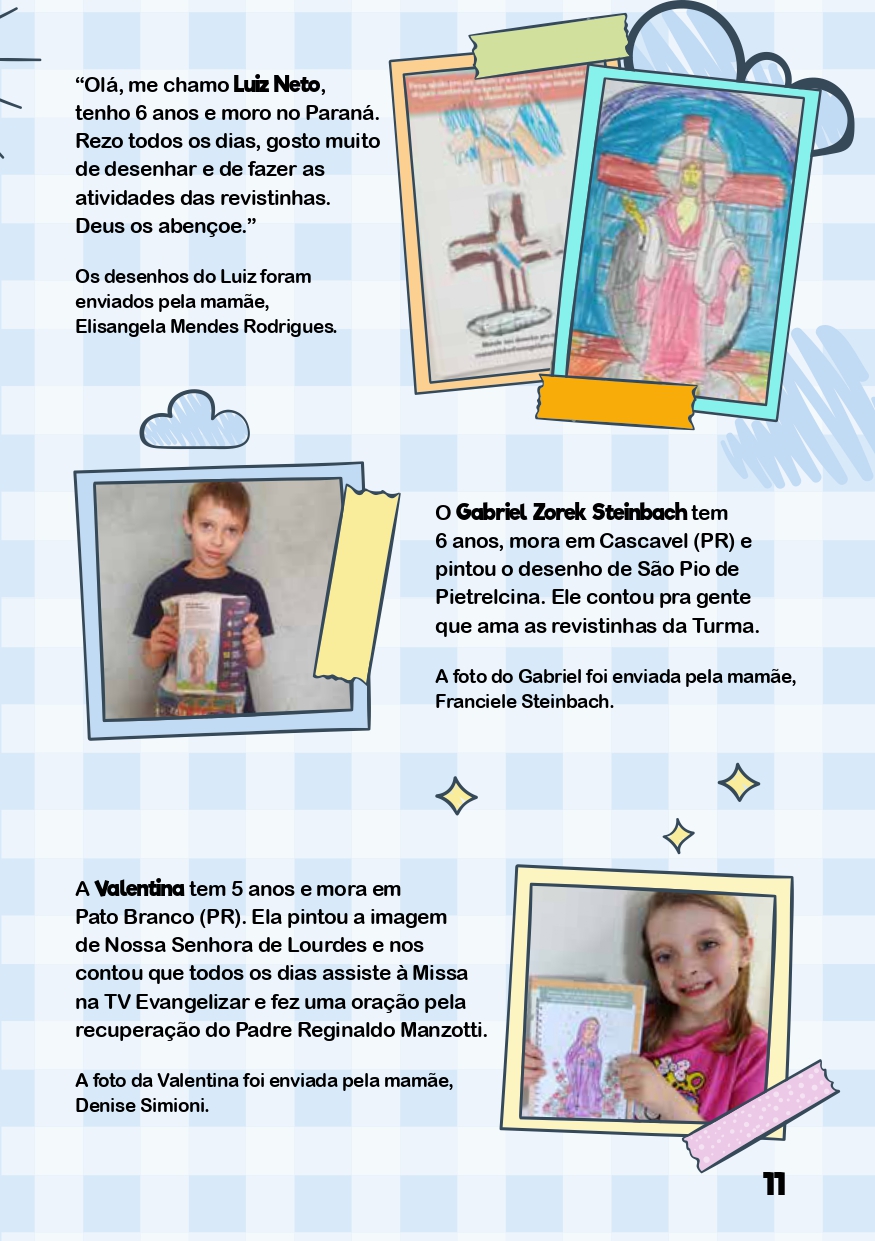 “Olá, me chamo Luiz Neto,
tenho 6 anos e moro no Paraná.
Rezo todos os dias, gosto muito
de desenhar e de fazer as
atividades das revistinhas.
Deus os abençoe.”
Os desenhos do Luiz foram
enviados pela mamãe,
Elisangela Mendes Rodrigues.
O Gabriel Zorek Steinbach tem
6 anos, mora em Cascavel (PR) e
pintou o desenho de São Pio de
Pietrelcina. Ele contou pra gente
que ama as revistinhas da Turma.
A foto do Gabriel foi enviada pela mamãe,
Franciele Steinbach.
A Valentina tem 5 anos e mora em
Pato Branco (PR). Ela pintou a imagem
de Nossa Senhora de Lourdes e nos
contou que todos os dias assiste à Missa
na TV Evangelizar e fez uma oração pela
recuperação do Padre Reginaldo Manzotti.
A foto da Valentina foi enviada pela mamãe,
Denise Simioni.
11